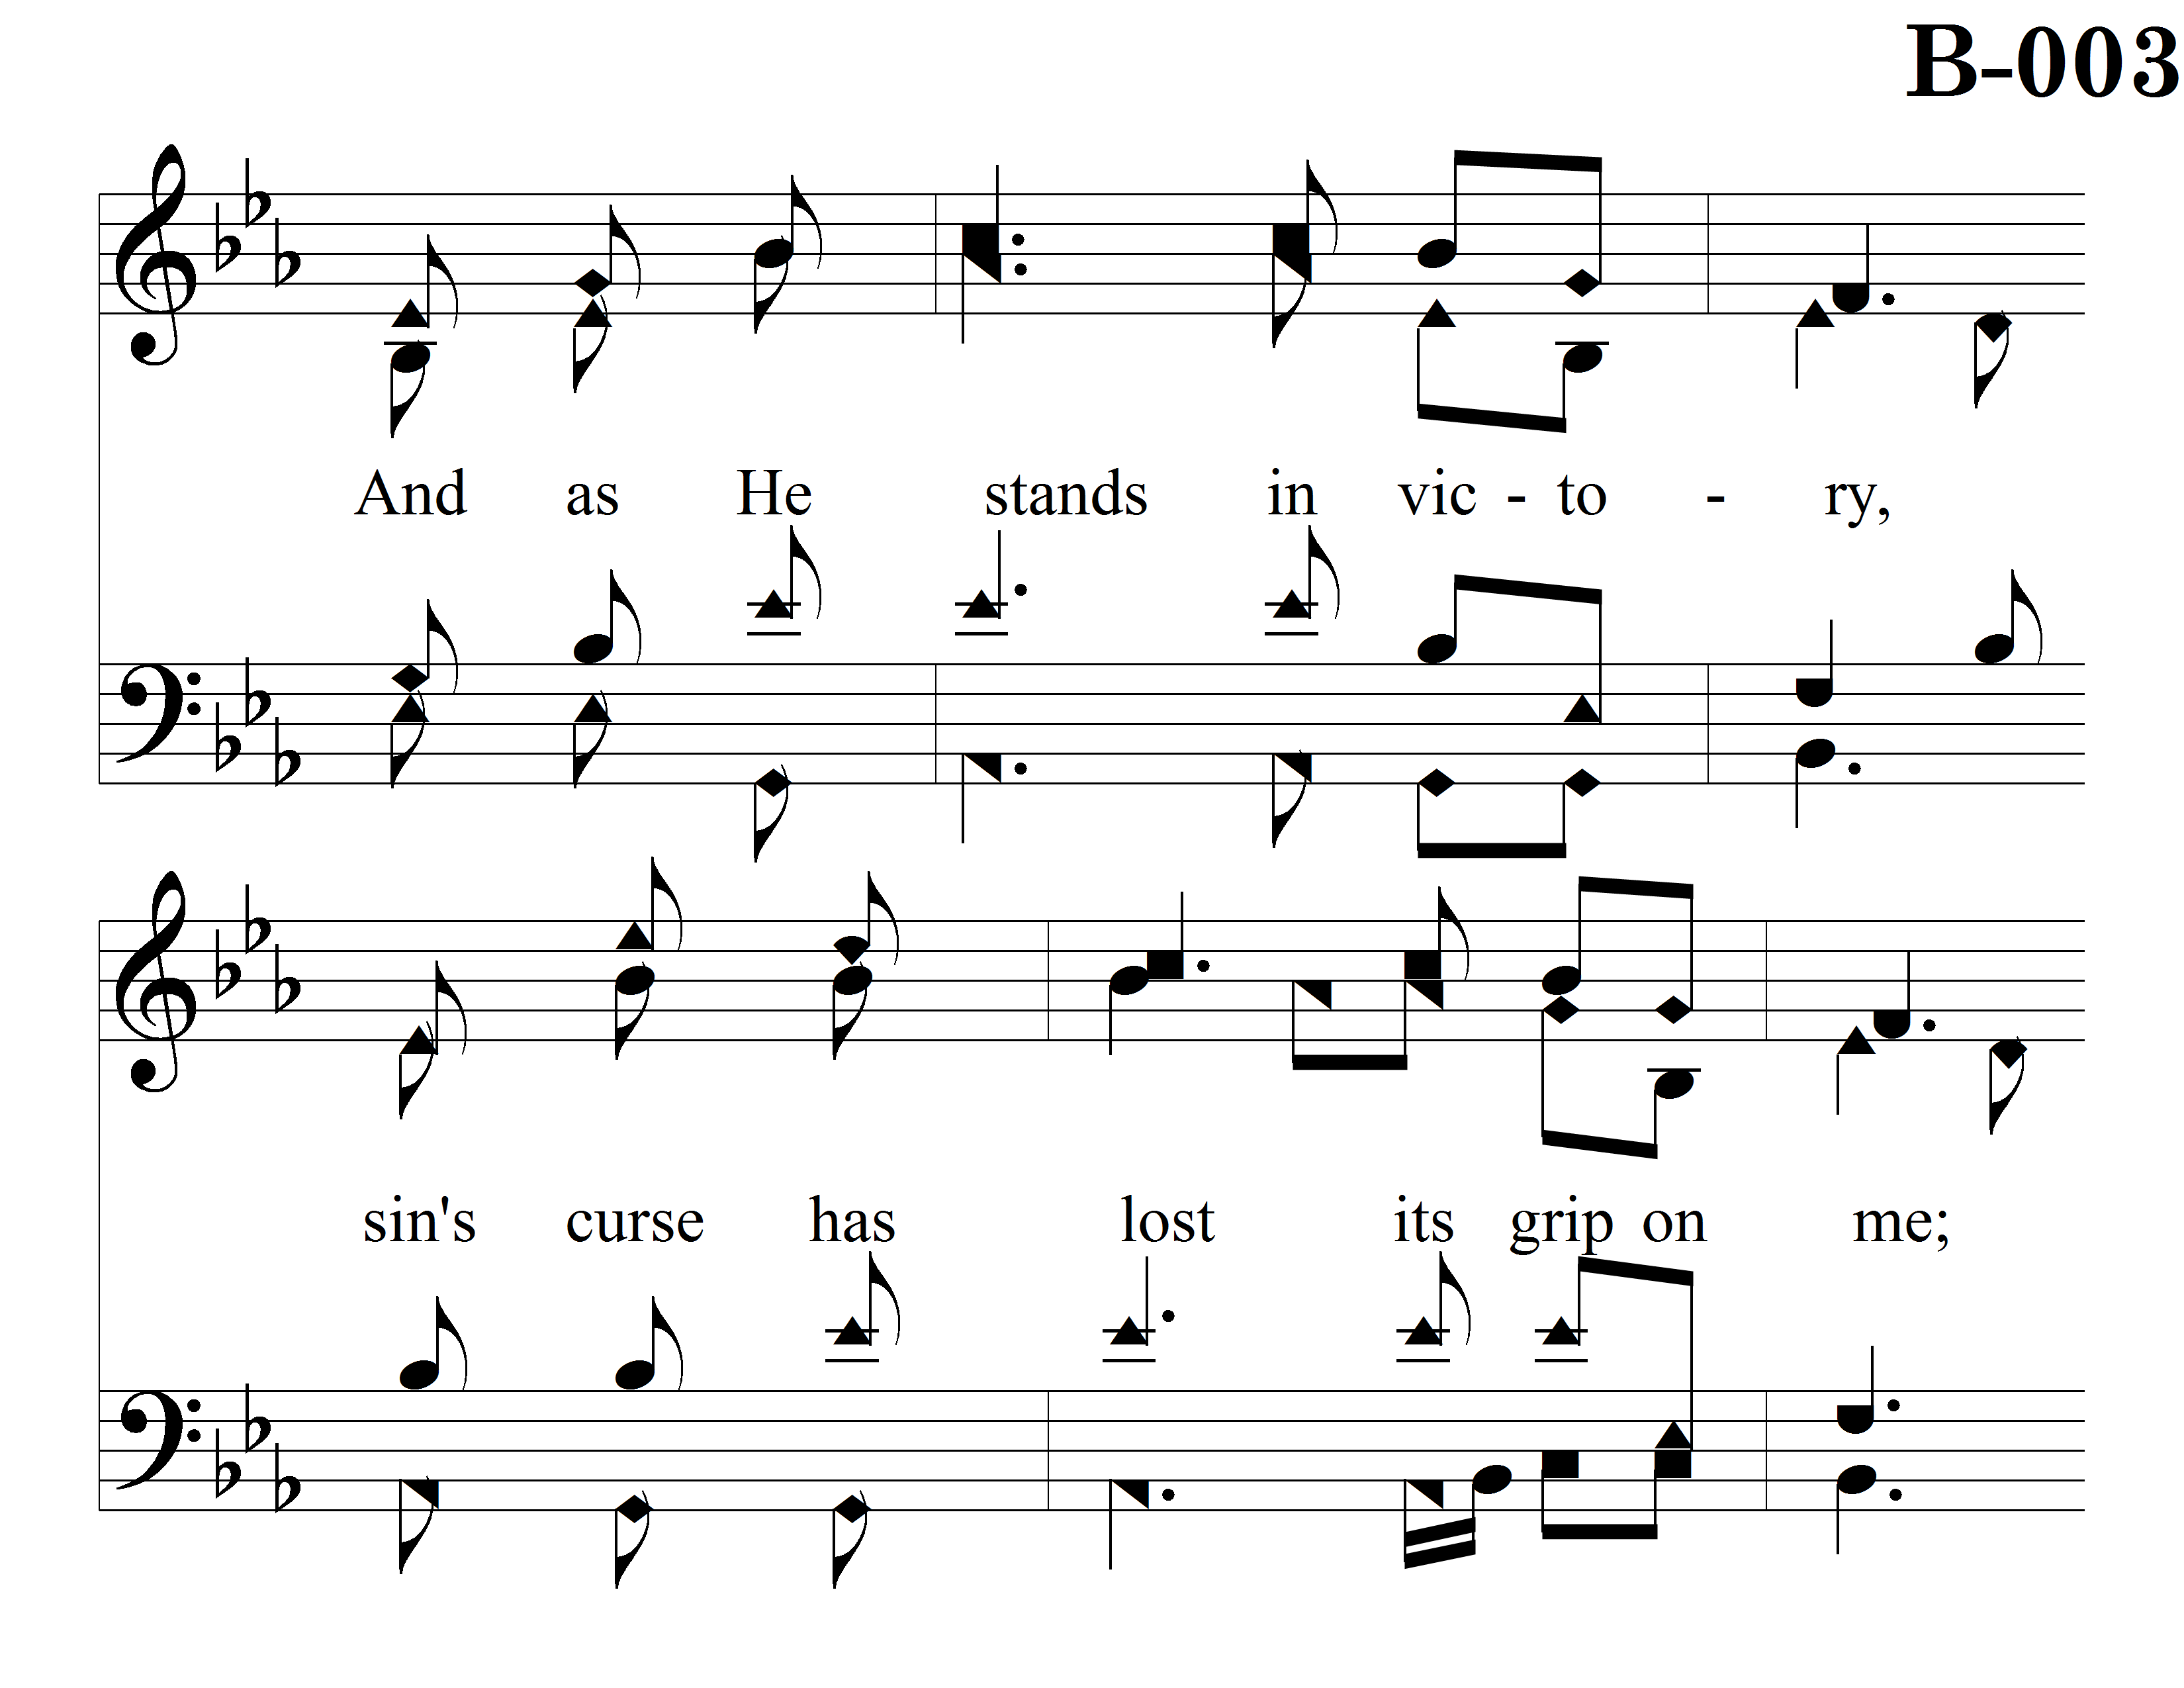 B-003
And as He stands in vic - to - ry,
sin's curse has lost its grip on me;